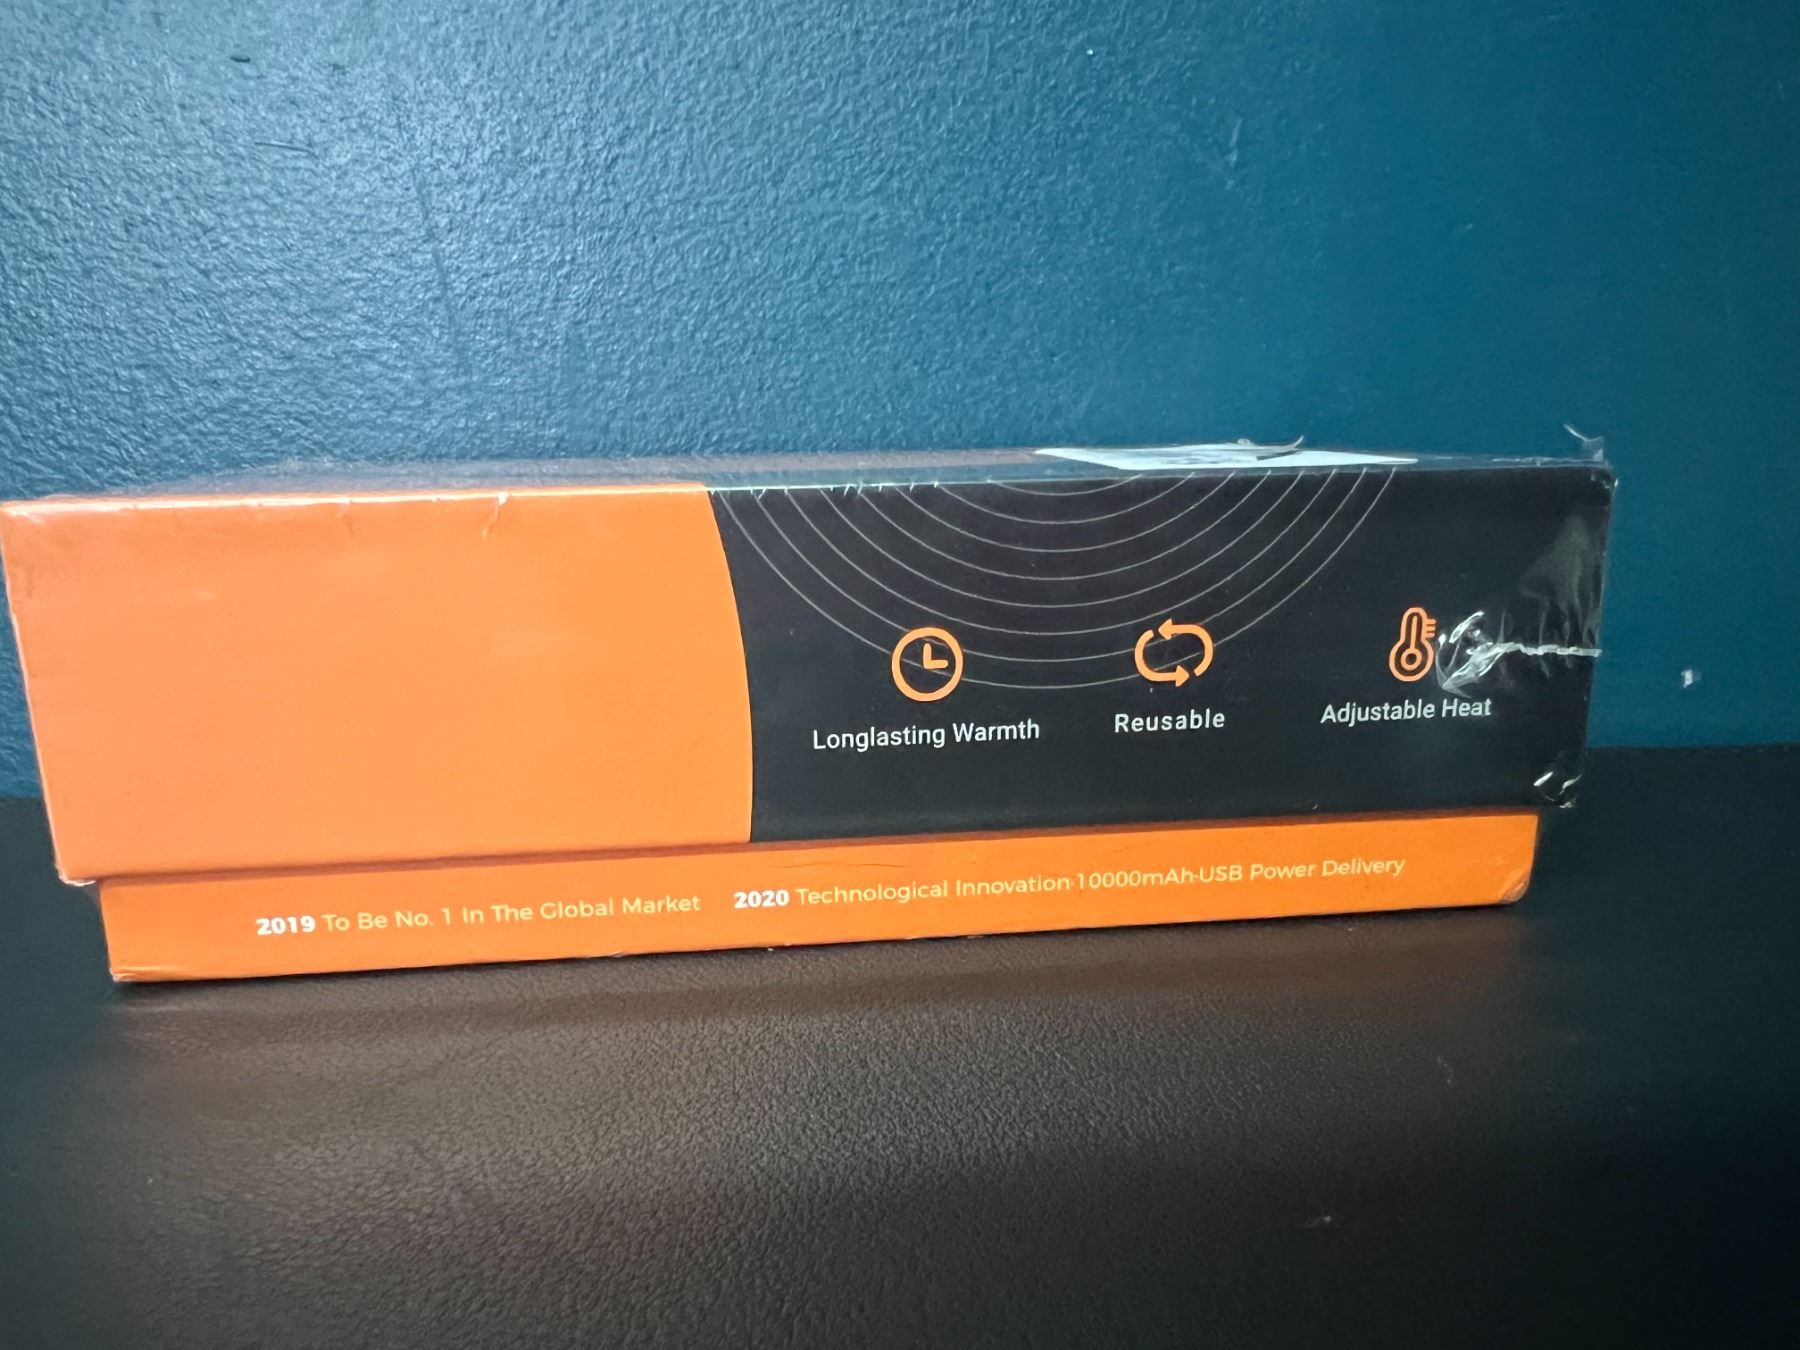 Longlasting Warmth
Reusable
Adjustable Heat
2019 To Be No. 1 In The Global Market 2020 Technological Innovation·10000mAh·USB Power Delivery